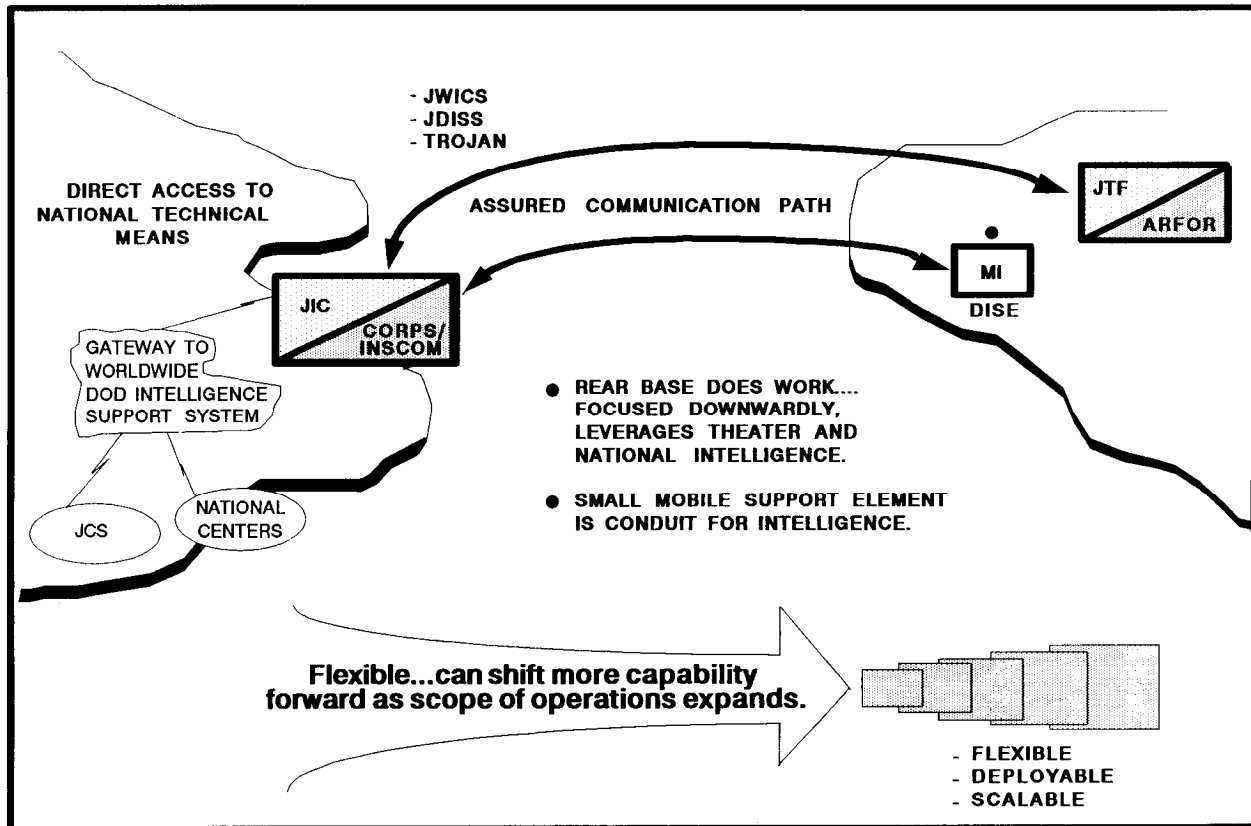 - JWICS
- JDISS
- TROJAN
DIRECT ACCESS TO
NATIONAL TECHNICAL
MEANS
ASSURED COMMUNICATION PATH
JTF
ARFOR
MI
DISE
JIC
CORPS/
INSCOM
GATEWAY TO
WORLDWIDE
DOD INTELLIGENCE
SUPPORT SYSTEM
JCS
NATIONAL
CENTERS
● REAR BASE DOES WORK....
FOCUSED DOWNWARDLY,
LEVERAGES THEATER AND
NATIONAL INTELLIGENCE.
● SMALL MOBILE SUPPORT ELEMENT
IS CONDUIT FOR INTELLIGENCE.
Flexible...can shift more capability
forward as scope of operations expands.
- FLEXIBLE
- DEPLOYABLE
- SCALABLE